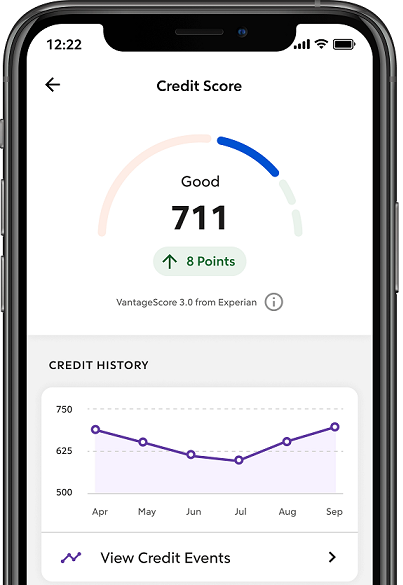 12:22
Credit Score
Good
711
8 Points
VantageScore 3.0 from Experian
CREDIT HISTORY
750
625
500
Apr May Jun Jul Aug Sep
View Credit Events